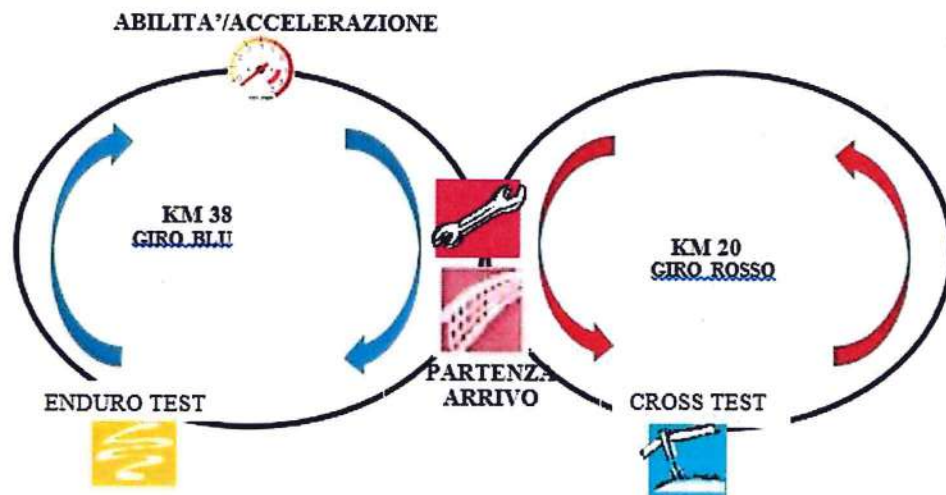 ABILITA’/ACCELERAZIONE
KM 38
GIRO BLU
KM 20
GIRO ROSSO
PARTENZA
ARRIVO
ENDURO TEST
CROSS TEST